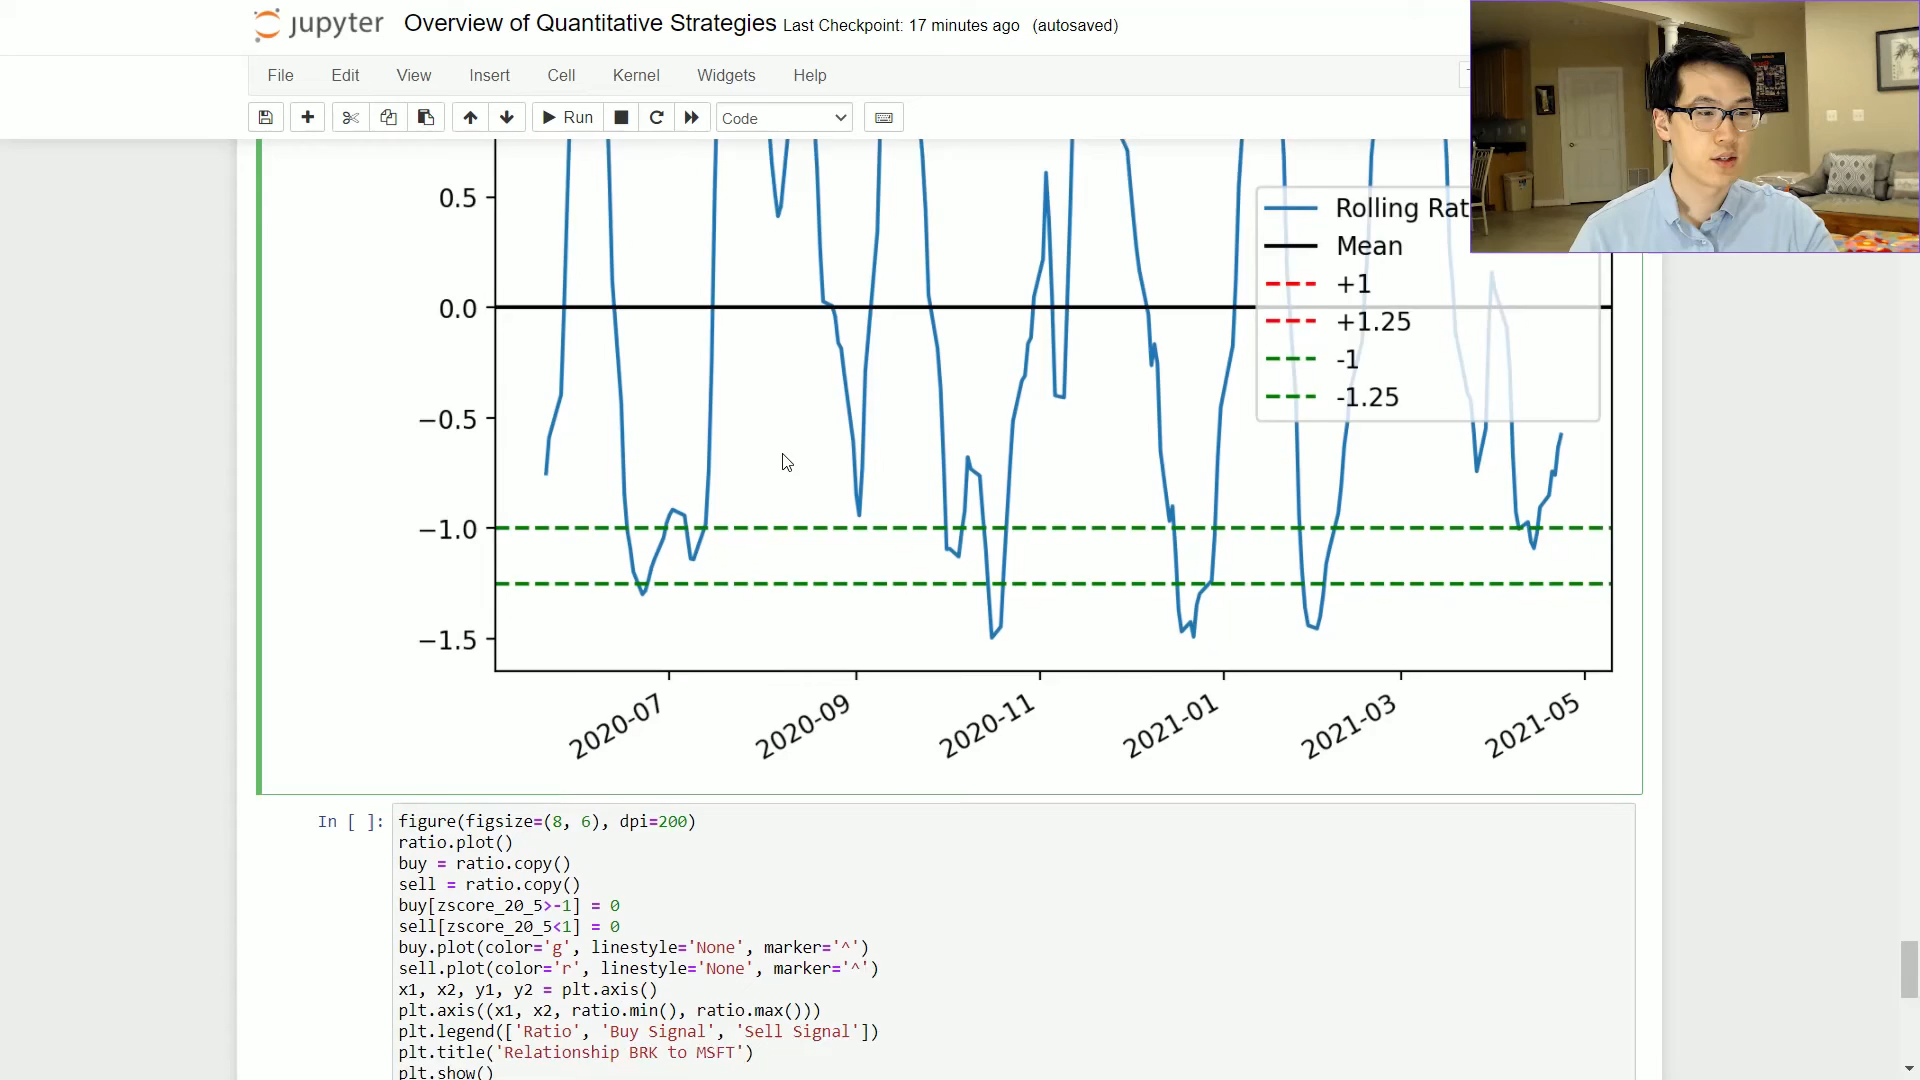 jupyter Overview of Quantitative Strategies Last Checkpoint: 17 minutes ago (autosaved)
File Edit View Insert Cell Kernel Widgets Help
Run Code
0.5
0.0
−0.5
−1.0
−1.5
Rolling Rat
Mean
+1
+1.25
-1
-1.25
2020-07 2020-09 2020-11 2021-01 2021-03 2021-05
In [ ]: figure(figsize=(8, 6), dpi=200)
ratio.plot()
buy = ratio.copy()
sell = ratio.copy()
buy[zscore_20_5>-1] = 0
sell[zscore_20_5<1] = 0
buy.plot(color='g', linestyle='None', marker='^')
sell.plot(color='r', linestyle='None', marker='^')
x1, x2, y1, y2 = plt.axis()
plt.axis((x1, x2, ratio.min(), ratio.max()))
plt.legend(['Ratio', 'Buy Signal', 'Sell Signal'])
plt.title('Relationship BRK to MSFT')
plt.show()